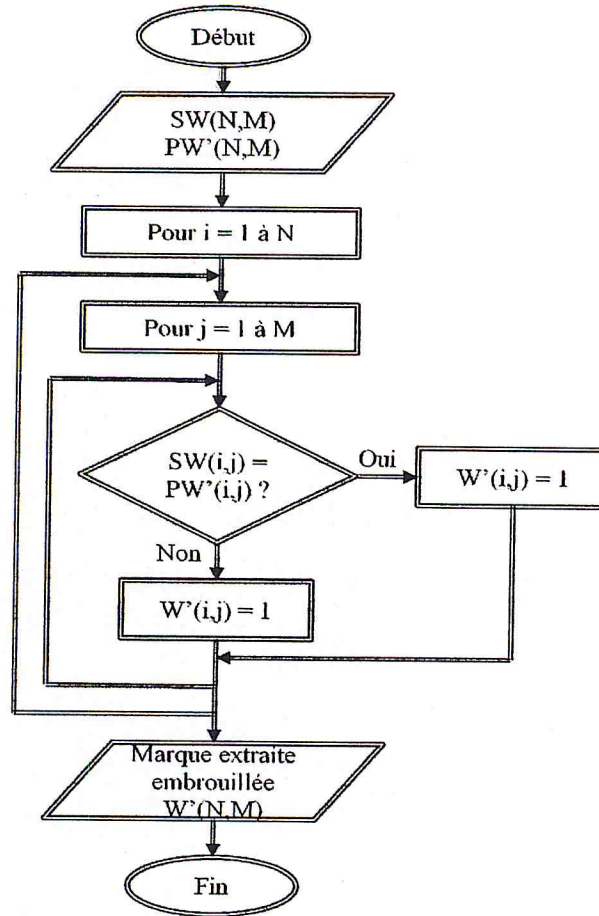 Début
SW(N,M)
PW'(N,M)
Pour i = 1 à N
Pour j = 1 à M
SW(i,j) =
PW'(i,j) ?
Oui
W'(i,j) = 1
Non
W'(i,j) = 1
Marque extraite
embrouillée
W'(N,M)
Fin